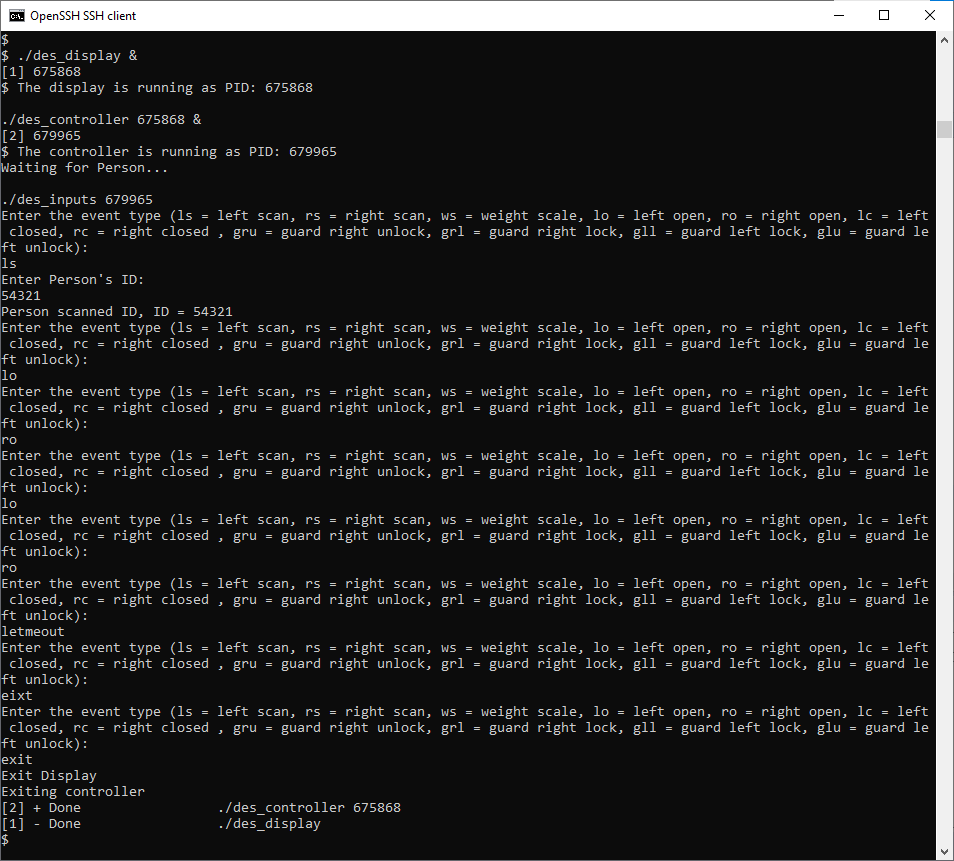 OpenSSH SSH client
$
$ ./des_display &
[1] 675868
$ The display is running as PID: 675868
./des_controller 675868 &
[2] 679965
$ The controller is running as PID: 679965
Waiting for Person...
./des_inputs 679965
Enter the event type (ls = left scan, rs = right scan, ws = weight scale, lo = left open, ro = right open, lc = left
closed, rc = right closed , gru = guard right unlock, grl = guard right lock, gll = guard left lock, glu = guard le
ft unlock):
ls
Enter Person's ID:
54321
Person scanned ID, ID = 54321
Enter the event type (ls = left scan, rs = right scan, ws = weight scale, lo = left open, ro = right open, lc = left
closed, rc = right closed , gru = guard right unlock, grl = guard right lock, gll = guard left lock, glu = guard le
ft unlock):
lo
Enter the event type (ls = left scan, rs = right scan, ws = weight scale, lo = left open, ro = right open, lc = left
closed, rc = right closed , gru = guard right unlock, grl = guard right lock, gll = guard left lock, glu = guard le
ft unlock):
ro
Enter the event type (ls = left scan, rs = right scan, ws = weight scale, lo = left open, ro = right open, lc = left
closed, rc = right closed , gru = guard right unlock, grl = guard right lock, gll = guard left lock, glu = guard le
ft unlock):
lo
Enter the event type (ls = left scan, rs = right scan, ws = weight scale, lo = left open, ro = right open, lc = left
closed, rc = right closed , gru = guard right unlock, grl = guard right lock, gll = guard left lock, glu = guard le
ft unlock):
ro
Enter the event type (ls = left scan, rs = right scan, ws = weight scale, lo = left open, ro = right open, lc = left
closed, rc = right closed , gru = guard right unlock, grl = guard right lock, gll = guard left lock, glu = guard le
ft unlock):
letmeout
Enter the event type (ls = left scan, rs = right scan, ws = weight scale, lo = left open, ro = right open, lc = left
closed, rc = right closed , gru = guard right unlock, grl = guard right lock, gll = guard left lock, glu = guard le
ft unlock):
eixt
Enter the event type (ls = left scan, rs = right scan, ws = weight scale, lo = left open, ro = right open, lc = left
closed, rc = right closed , gru = guard right unlock, grl = guard right lock, gll = guard left lock, glu = guard le
ft unlock):
exit
Exit Display
Exiting controller
[2] + Done                 ./des_controller 675868
[1] - Done                 ./des_display
$